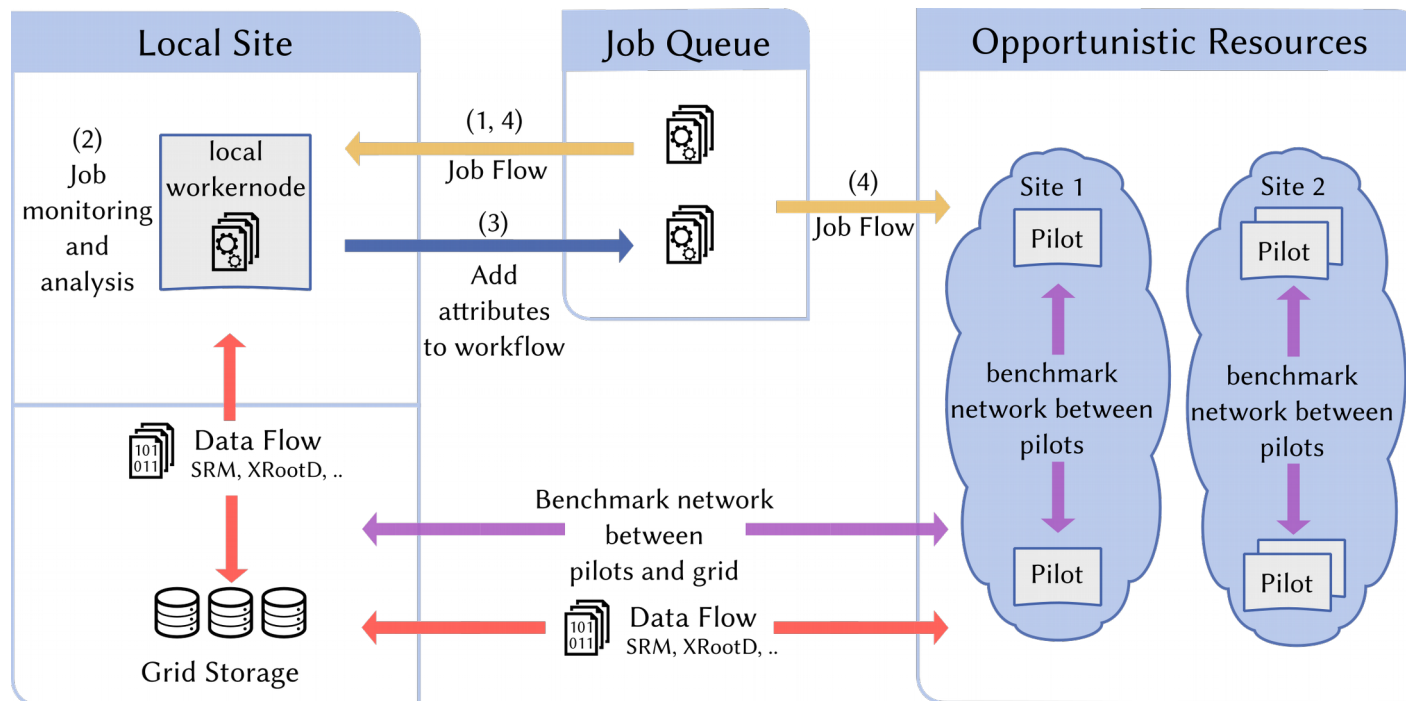 Local Site
Job Queue
Opportunistic Resources
(2)
Job
monitoring
and
analysis
local
workernode
(1, 4)
Job Flow
(3)
Add
attributes
to workflow
(4)
Job Flow
Site 1
Pilot
benchmark
network between
pilots
Pilot
Site 2
Pilot
benchmark
network between
pilots
Pilot
101
011
Data Flow
SRM, XRootD, ..
Grid Storage
Benchmark network
between
pilots and grid
101
011
Data Flow
SRM, XRootD, ..